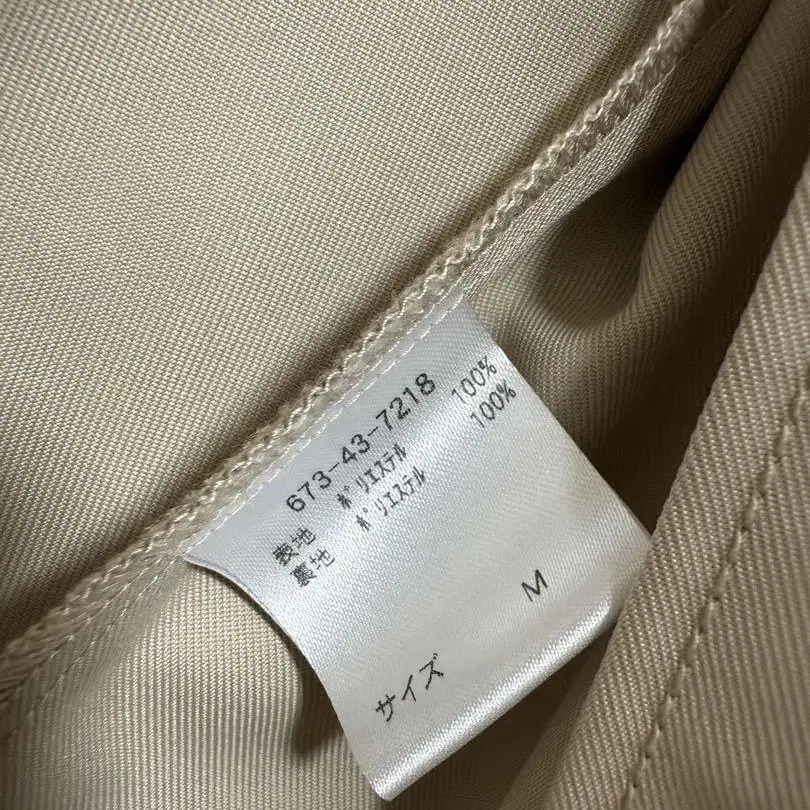 673-43-7218
表地 ポリエステル 100%
裏地 ポリエステル 100%
サイズ M